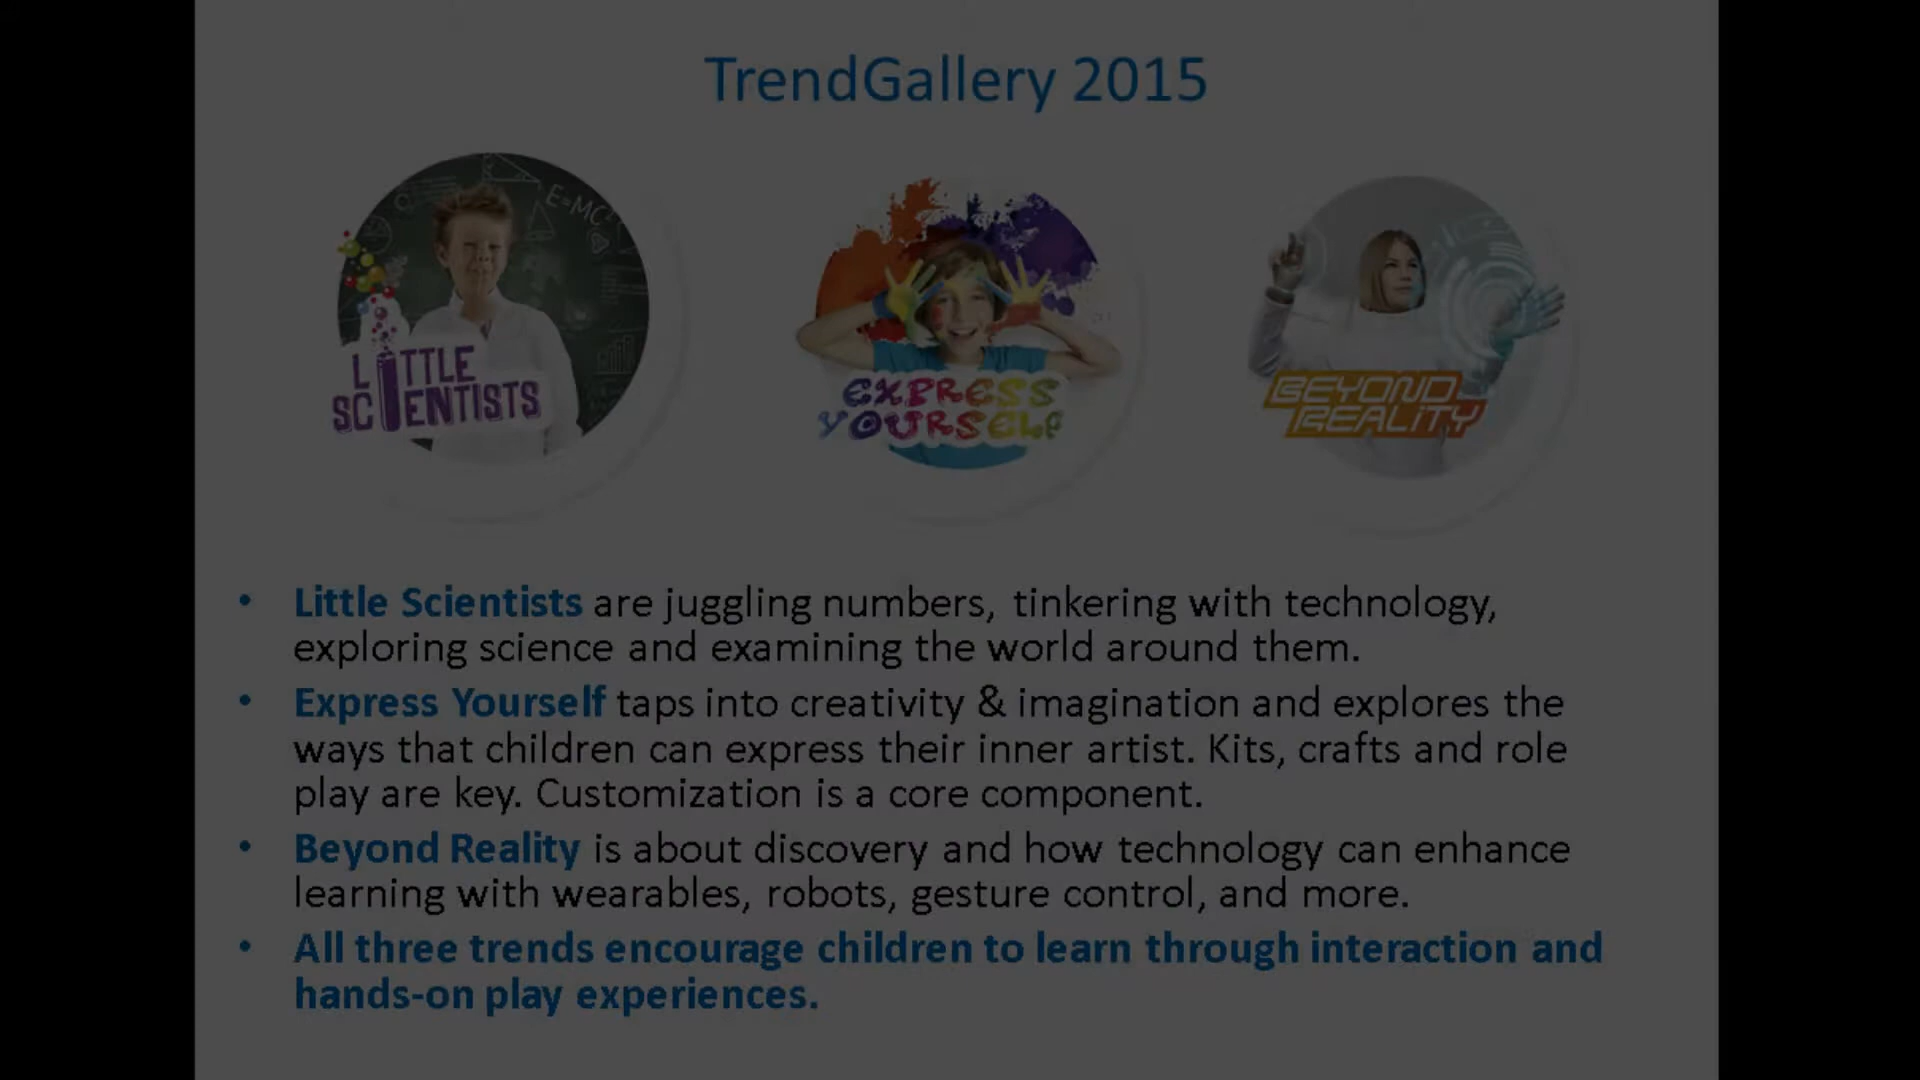 TrendGallery 2015
E=MC²
LITTLE
SCIENTISTS
EXPRESS
YOURSELF
BEYOND
REALITY
• Little Scientists are juggling numbers, tinkering with technology,
exploring science and examining the world around them.
• Express Yourself taps into creativity & imagination and explores the
ways that children can express their inner artist. Kits, crafts and role
play are key. Customization is a core component.
• Beyond Reality is about discovery and how technology can enhance
learning with wearables, robots, gesture control, and more.
• All three trends encourage children to learn through interaction and
hands-on play experiences.